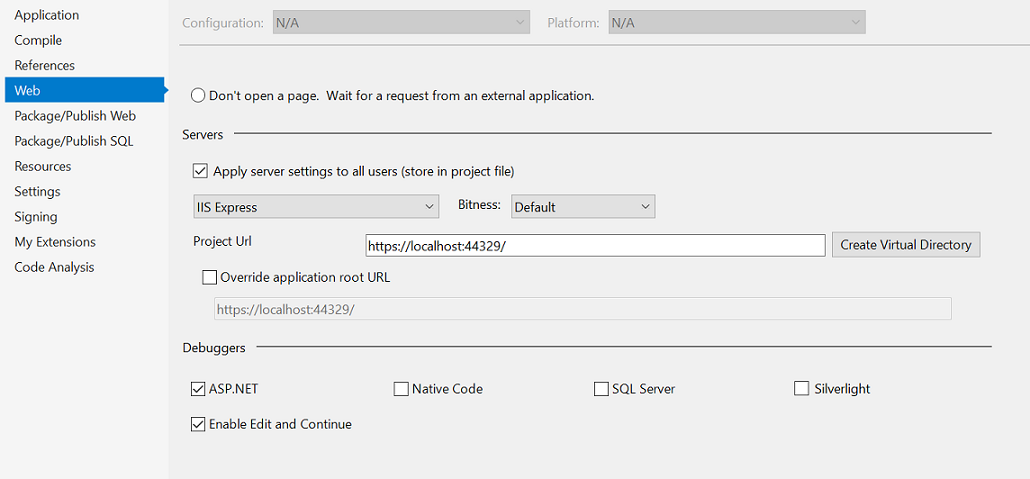 Application
Compile
References
Web
Package/Publish Web
Package/Publish SQL
Resources
Settings
Signing
My Extensions
Code Analysis
Configuration: N/A Platform: N/A
Don't open a page.  Wait for a request from an external application.
Servers
Apply server settings to all users (store in project file)
IIS Express Bitness: Default
Project Url https://localhost:44329/ Create Virtual Directory
Override application root URL
https://localhost:44329/
Debuggers
ASP.NET Native Code SQL Server Silverlight
Enable Edit and Continue